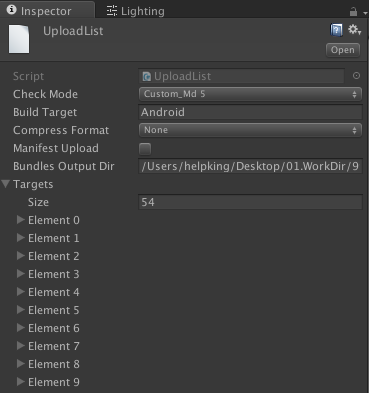 Inspector Lighting
UploadList
Open
Script UploadList
Check Mode Custom_Md 5
Build Target Android
Compress Format None
Manifest Upload
Bundles Output Dir /Users/helpking/Desktop/01.WorkDir/9
Targets
Size 54
Element 0
Element 1
Element 2
Element 3
Element 4
Element 5
Element 6
Element 7
Element 8
Element 9